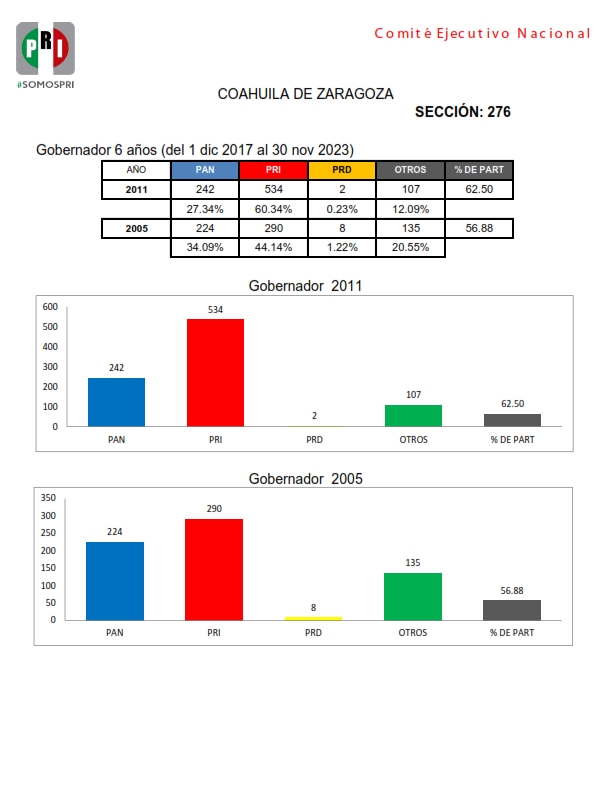 Comité Ejecutivo Nacional
PRI
#SOMOSPRI
COAHUILA DE ZARAGOZA
SECCIÓN: 276
Gobernador 6 años (del 1 dic 2017 al 30 nov 2023)
AÑO PAN PRI PRD OTROS % DE PART
2011 242 534 2 107 62.50
27.34% 60.34% 0.23% 12.09%
2005 224 290 8 135 56.88
34.09% 44.14% 1.22% 20.55%
Gobernador 2011
600
500
400
300
200
100
0
242
534
2
107
62.50
PAN PRI PRD OTROS % DE PART
Gobernador 2005
350
300
250
200
150
100
50
0
224
290
8
135
56.88
PAN PRI PRD OTROS % DE PART